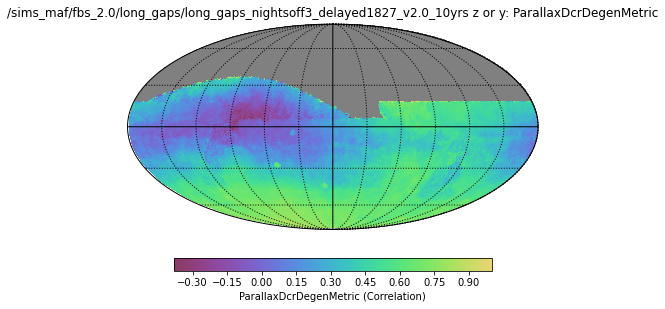 /sims_maf/fbs_2.0/long_gaps/long_gaps_nightsoff3_delayed1827_v2.0_10yrs z or y: ParallaxDcrDegenMetric
−0.30 −0.15 0.00 0.15 0.30 0.45 0.60 0.75 0.90
ParallaxDcrDegenMetric (Correlation)